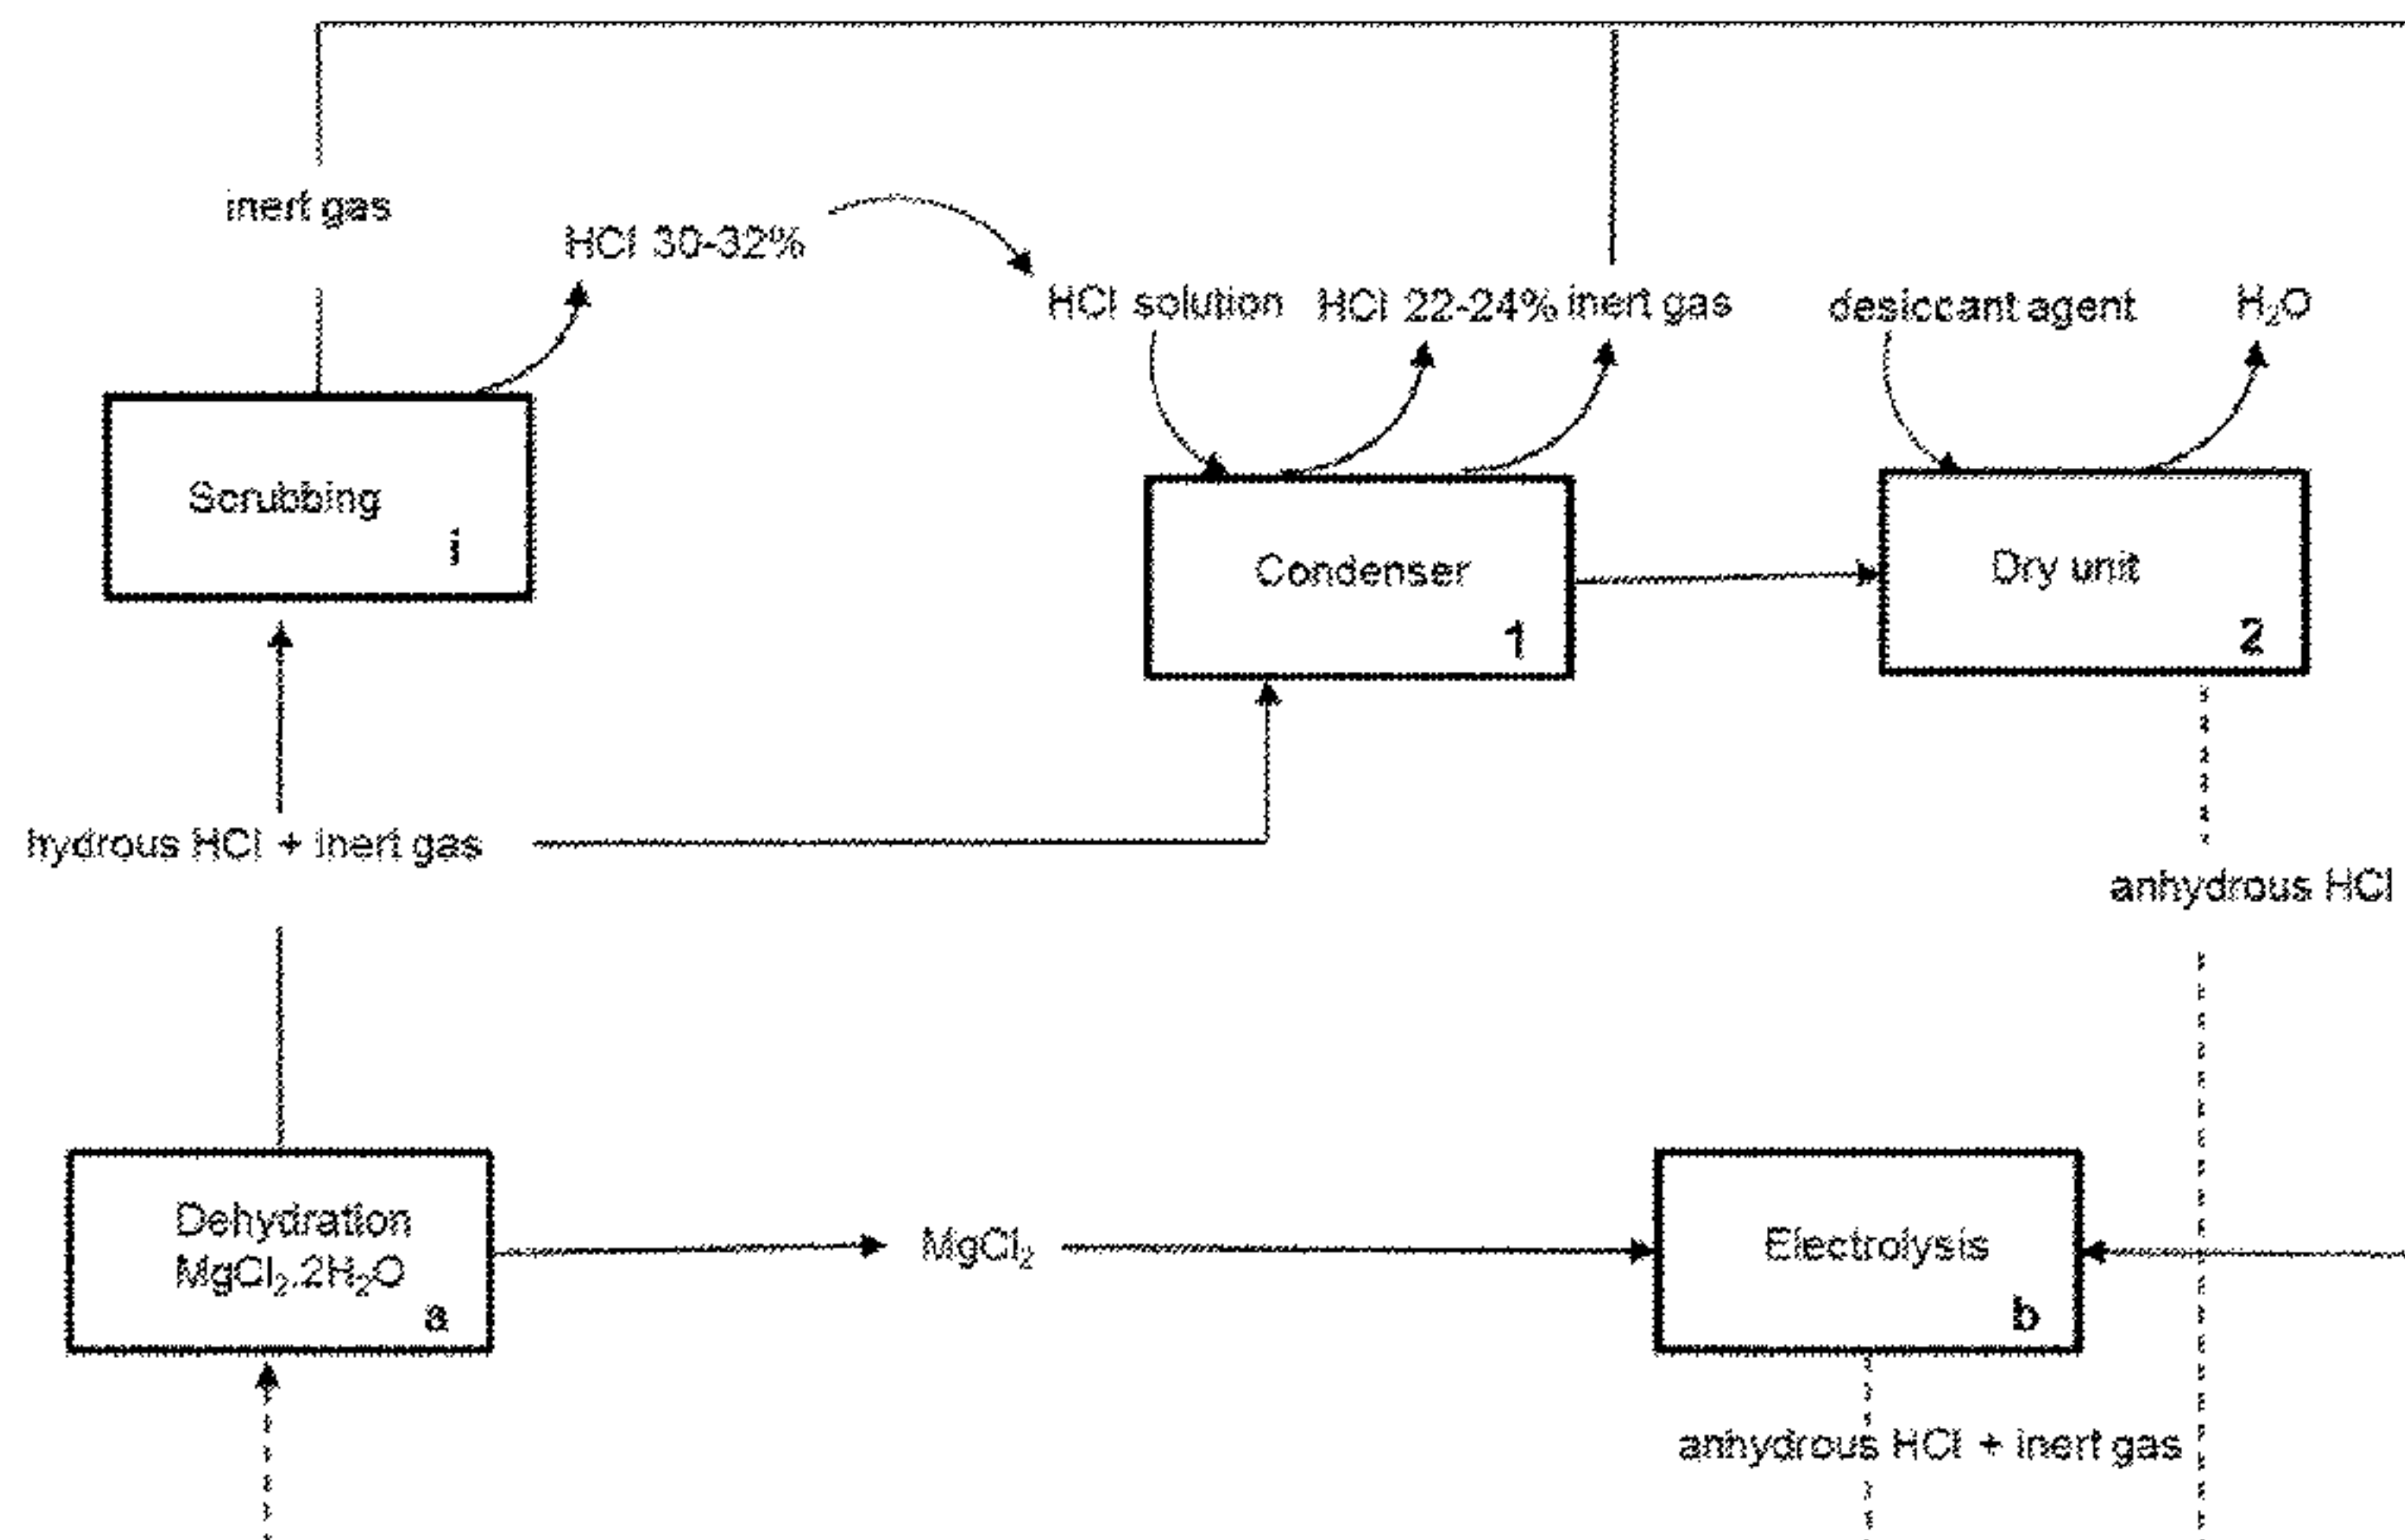 inert gas
HCl 30-32%
HCl solution
HCl 22-24%
inert gas
desiccant agent
H₂O
Scrubbing
i
Condenser
1
Dry unit
2
hydrous HCl + inert gas
anhydrous HCl
Dehydration
MgCl₂.2H₂O
a
MgCl₂
Electrolysis
b
anhydrous HCl + inert gas